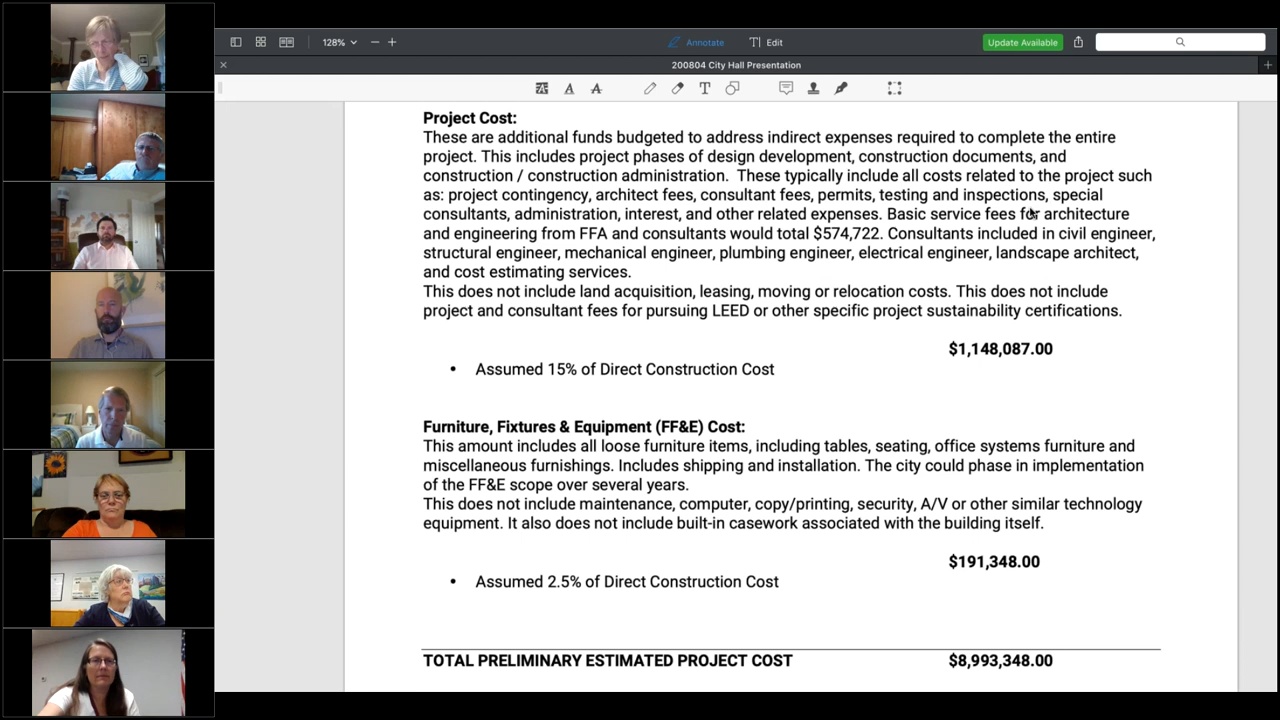 128%
Annotate
Edit
Update Available
200804 City Hall Presentation
Project Cost:
These are additional funds budgeted to address indirect expenses required to complete the entire
project. This includes project phases of design development, construction documents, and
construction / construction administration. These typically include all costs related to the project such
as: project contingency, architect fees, consultant fees, permits, testing and inspections, special
consultants, administration, interest, and other related expenses. Basic service fees for architecture
and engineering from FFA and consultants would total $574,722. Consultants included in civil engineer,
structural engineer, mechanical engineer, plumbing engineer, electrical engineer, landscape architect,
and cost estimating services.
This does not include land acquisition, leasing, moving or relocation costs. This does not include
project and consultant fees for pursuing LEED or other specific project sustainability certifications.
$1,148,087.00
• Assumed 15% of Direct Construction Cost
Furniture, Fixtures & Equipment (FF&E) Cost:
This amount includes all loose furniture items, including tables, seating, office systems furniture and
miscellaneous furnishings. Includes shipping and installation. The city could phase in implementation
of the FF&E scope over several years.
This does not include maintenance, computer, copy/printing, security, A/V or other similar technology
equipment. It also does not include built-in casework associated with the building itself.
$191,348.00
• Assumed 2.5% of Direct Construction Cost
TOTAL PRELIMINARY ESTIMATED PROJECT COST $8,993,348.00